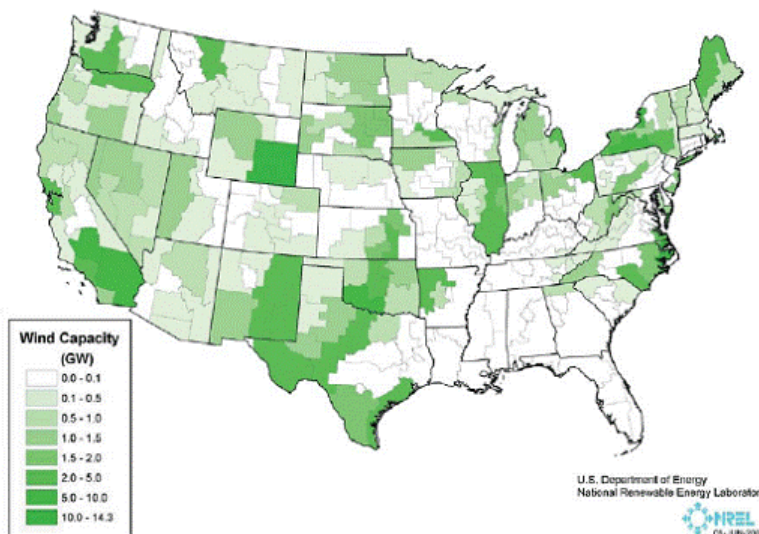 Wind Capacity
(GW)
0.0 - 0.1
0.1 - 0.5
0.5 - 1.0
1.0 - 1.5
1.5 - 2.0
2.0 - 5.0
5.0 - 10.0
10.0 - 14.3
U.S. Department of Energy
National Renewable Energy Laborator
NREL